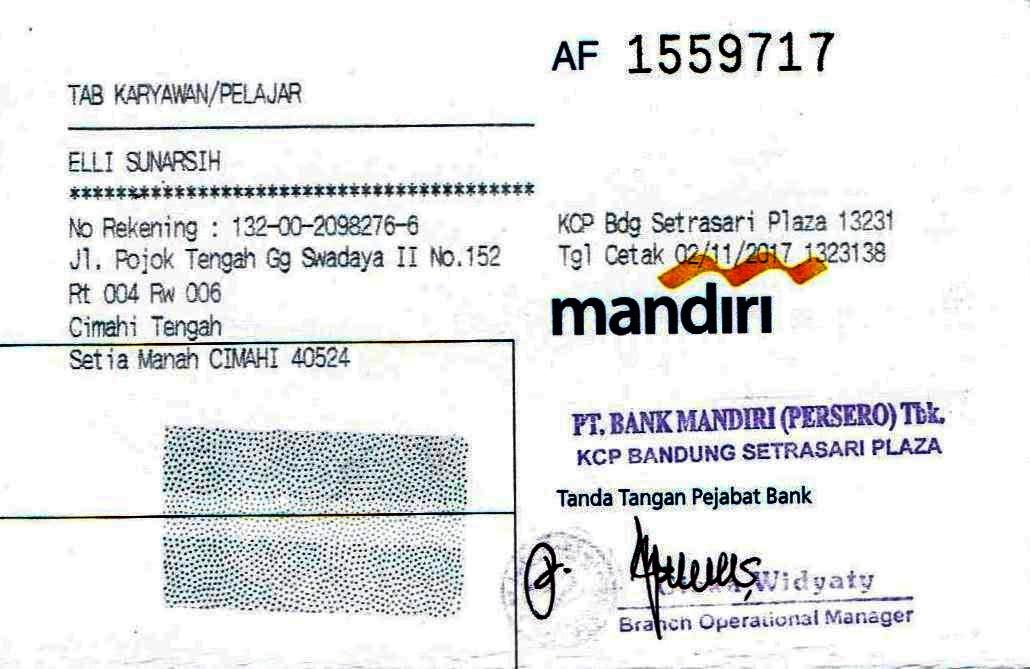 AF 1559717
TAB KARYAWAN/PELAJAR
ELLI SUNARSIH
****************************************
No Rekening : 132-00-2098276-6
Jl. Pojok Tengah Gg Swadaya II No.152
Rt 004 Rw 006
Cimahi Tengah
Setia Manah CIMAHI 40524
KCP Bdg Setrasari Plaza 13231
Tgl Cetak 02/11/2017 1323138
mandiri
PT. BANK MANDIRI (PERSERO) Tbk.
KCP BANDUNG SETRASARI PLAZA
Tanda Tangan Pejabat Bank
Widyaty
Branch Operational Manager